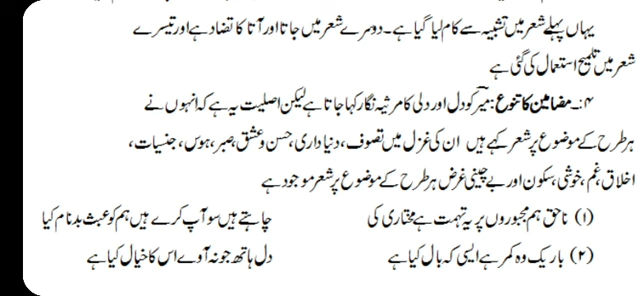 یہاں پہلے شعر میں تشبیہ سے کام لیا گیا ہے۔ دوسرے شعر میں جاتا اور آتا کا تضاد ہے اور تیسرے
شعر میں تلمیح استعمال کی گئی ہے
۴:۔ مضامین کا تنوع: میرؔ کو دل اور دلی کا مرثیہ نگار کہا جاتا ہے لیکن اصلیت یہ ہے کہ انہوں نے
ہر طرح کے موضوع پر شعر کہے ہیں ان کی غزل میں تصوف، دنیا داری، حسن و عشق، صبر، ہوس، جنسیات،
اخلاق، غم، خوشی، سکون اور بے چینی غرض ہر طرح کے موضوع پر شعر موجود ہے
(۱) ناحق ہم مجبوروں پر یہ تہمت ہے مختاری کی چاہتے ہیں سو آپ کرے ہیں ہم کو عبث بدنام کیا
(۲) باریک وہ کمر ہے ایسی کہ بال کیا ہے دل ہاتھ جو نہ آوے اس کا خیال کیا ہے